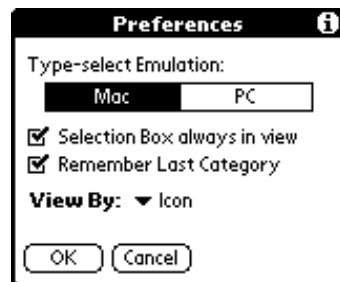 Preferences i
Type-select Emulation:
Mac PC
Selection Box always in view
Remember Last Category
View By: Icon
OK Cancel